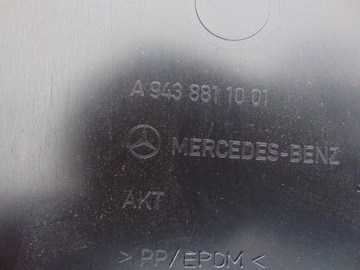 A 943 881 10 01
MERCEDES-BENZ
AKT
> PP/EPDM <